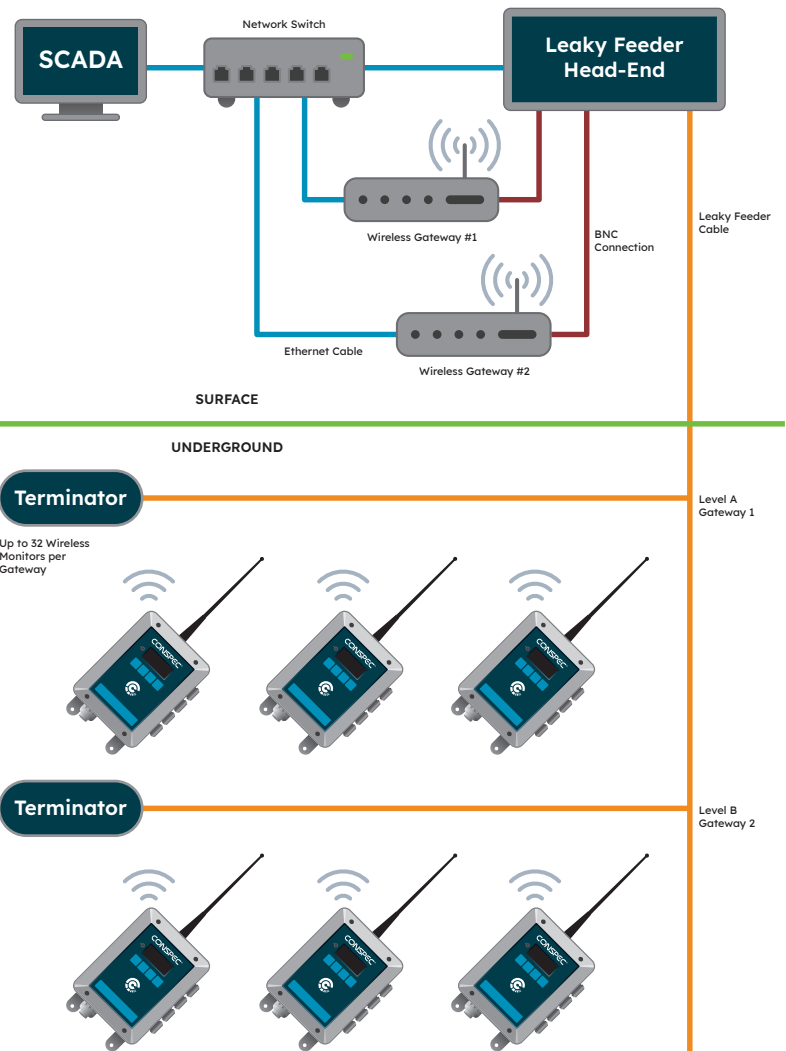 Network Switch
SCADA
Leaky Feeder
Head-End
Wireless Gateway #1
BNC
Connection
Leaky Feeder
Cable
Ethernet Cable
Wireless Gateway #2
SURFACE
UNDERGROUND
Terminator
Level A
Gateway 1
Up to 32 Wireless
Monitors per
Gateway
CONSPEC
CONSPEC
CONSPEC
Terminator
Level B
Gateway 2
CONSPEC
CONSPEC
CONSPEC